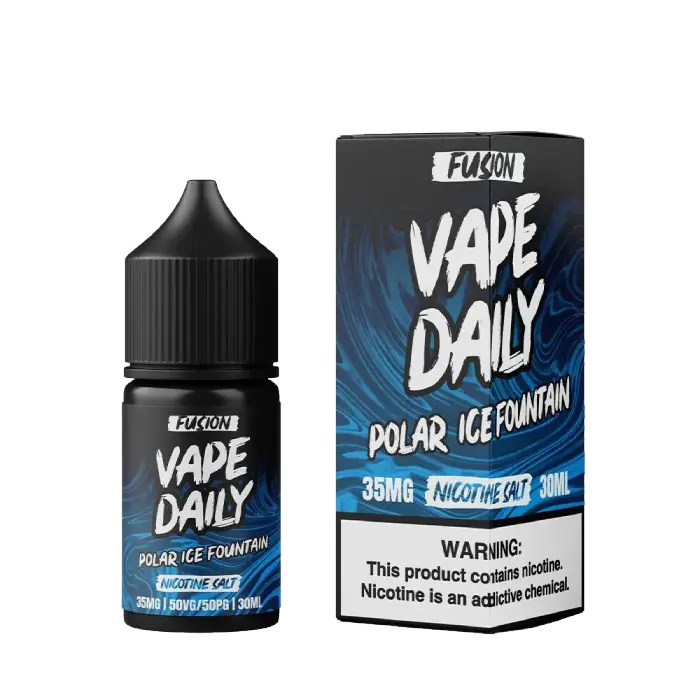 FUSION
VAPE
DAILY
POLAR ICE FOUNTAIN
NICOTINE SALT
35MG | 50VG/50PG | 30ML
FUSION
VAPE
DAILY
POLAR ICE FOUNTAIN
35MG NICOTINE SALT 30ML
WARNING:
This product contains nicotine.
Nicotine is an addictive chemical.